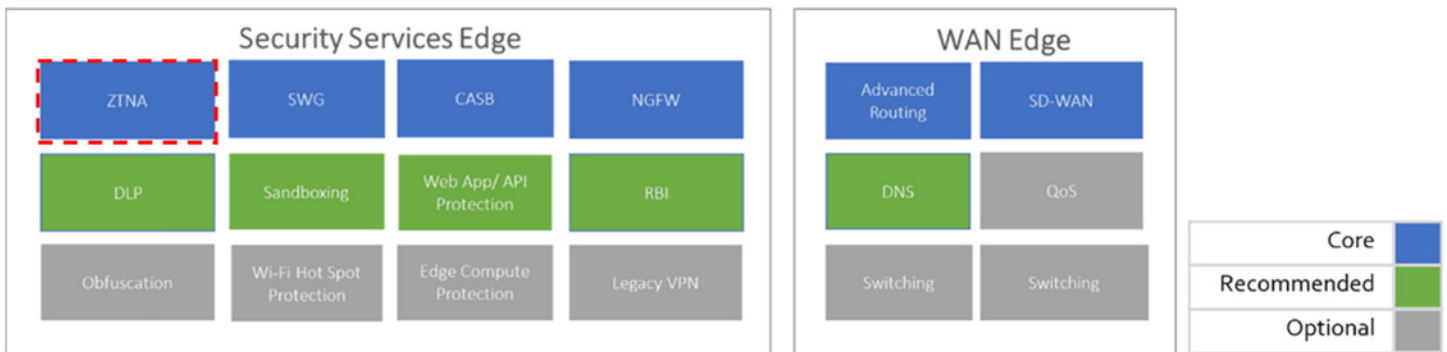 Security Services Edge
ZTNA
SWG
CASB
NGFW
DLP
Sandboxing
Web App/ API
Protection
RBI
Obfuscation
Wi-Fi Hot Spot
Protection
Edge Compute
Protection
Legacy VPN
WAN Edge
Advanced
Routing
SD-WAN
DNS
QoS
Switching
Switching
Core
Recommended
Optional